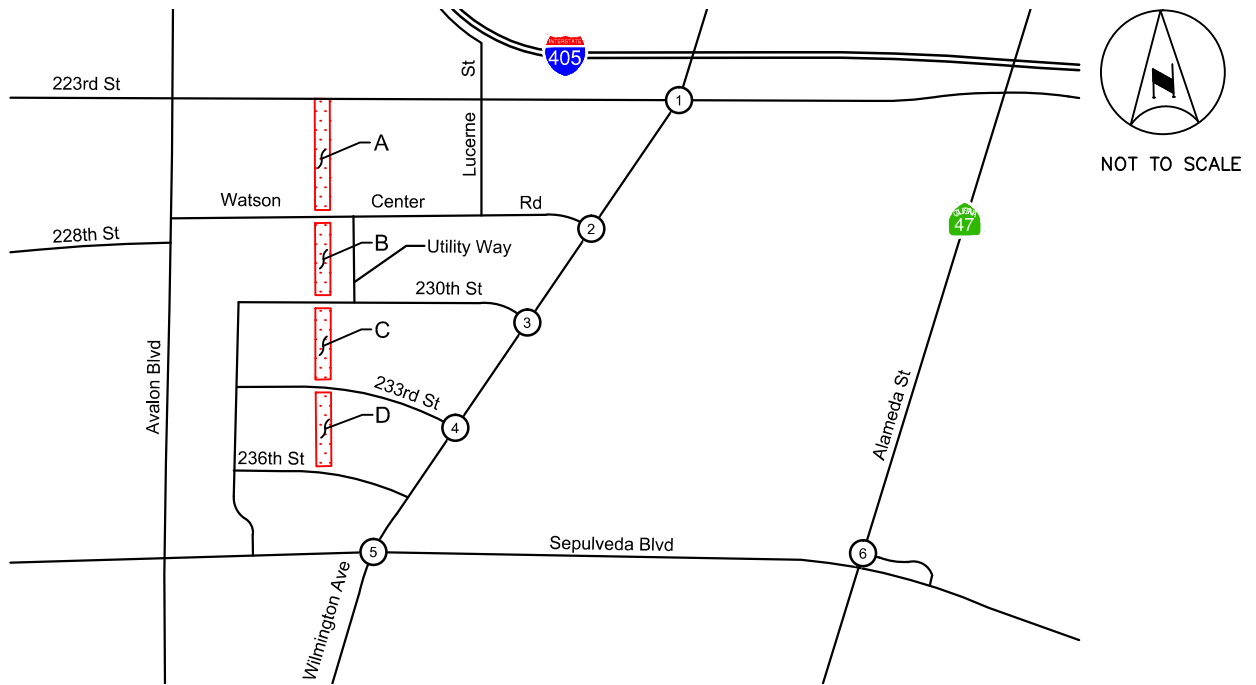 INTERSTATE
405
St
223rd St
1
N
A
Lucerne
NOT TO SCALE
Watson Center Rd
2
47
228th St
B
Utility Way
230th St
3
C
Avalon Blvd
233rd St
D
4
Alameda St
236th St
5
Sepulveda Blvd
6
Wilmington Ave